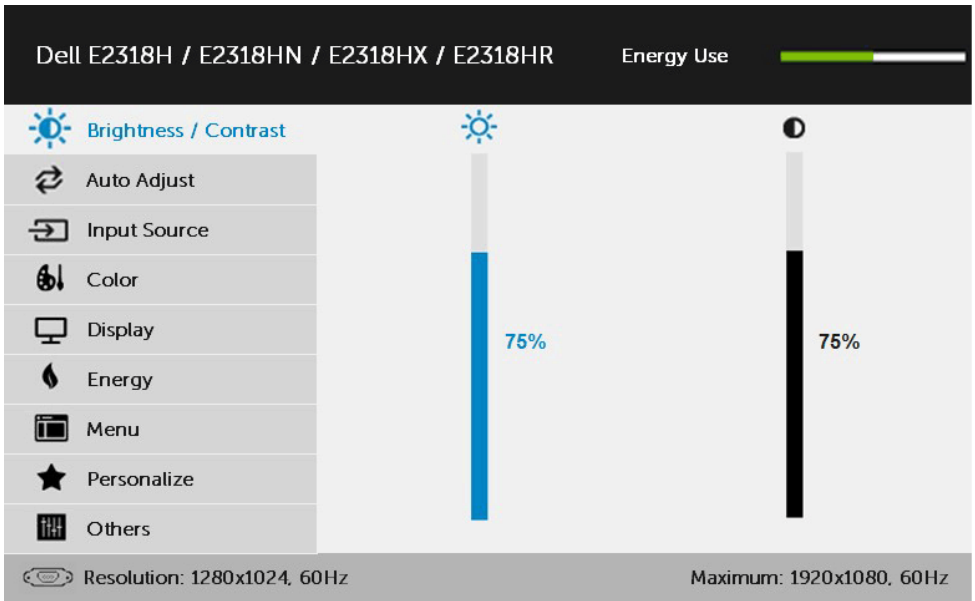 Dell E2318H / E2318HN / E2318HX / E2318HR Energy Use
Brightness / Contrast
Auto Adjust
Input Source
Color
Display
75% 75%
Energy
Menu
Personalize
Others
Resolution: 1280x1024, 60Hz Maximum: 1920x1080, 60Hz